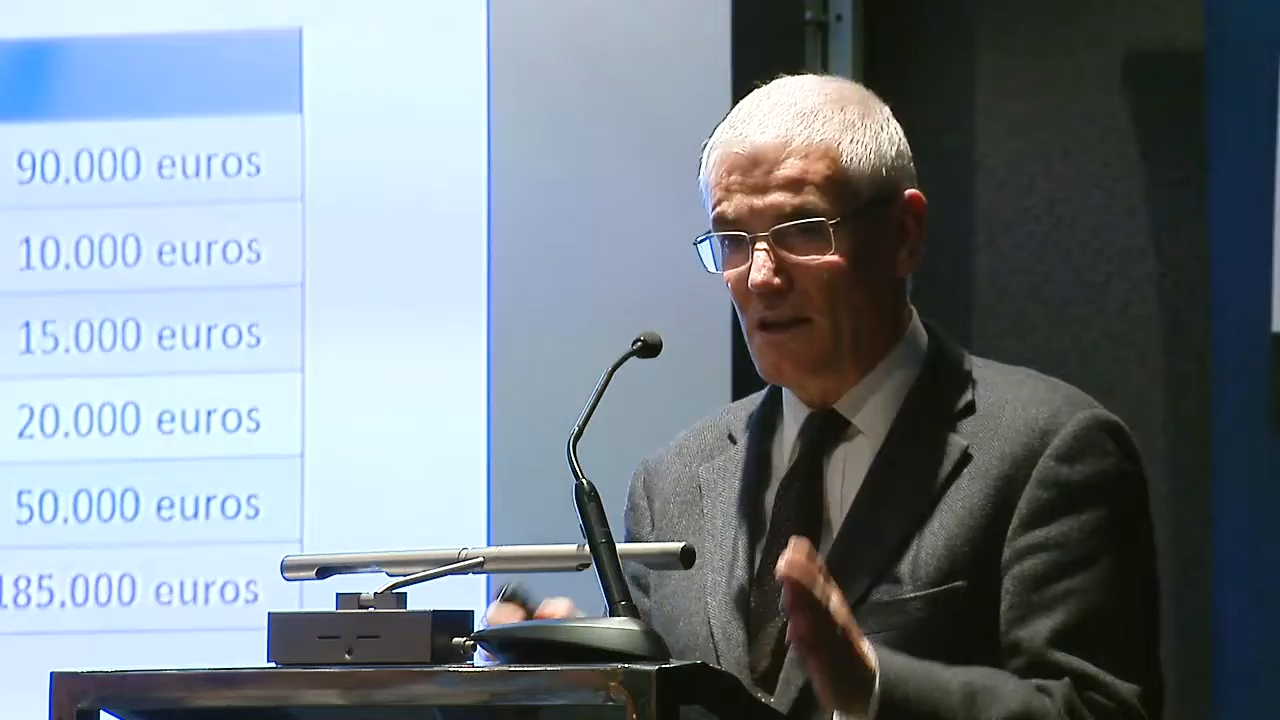 90.000 euros
10.000 euros
15.000 euros
20.000 euros
50.000 euros
185.000 euros